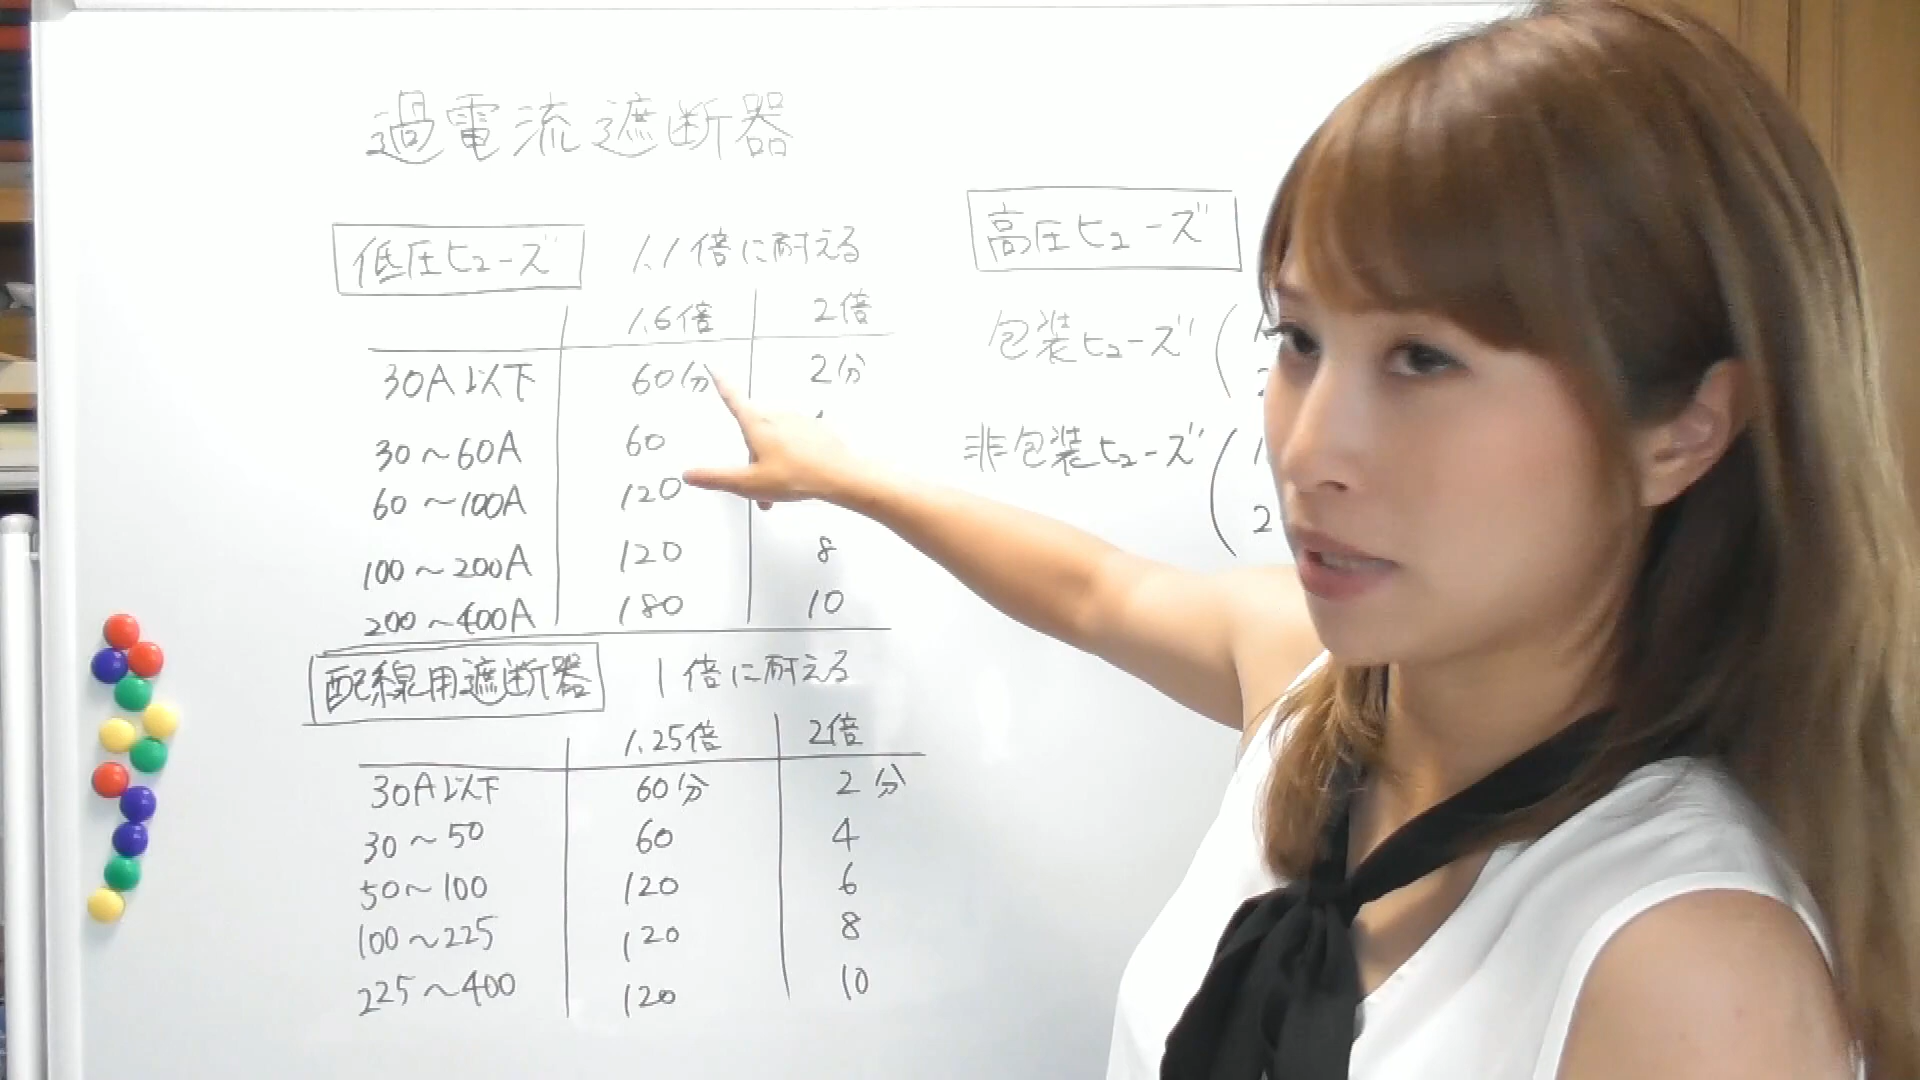 過電流遮断器
低圧ヒューズ 1.1倍に耐える
1.6倍 2倍
30A以下 60分 2分
30～60A 60
60～100A 120
100～200A 120 8
200～400A 180 10
配線用遮断器 1倍に耐える
1.25倍 2倍
30A以下 60分 2分
30～50 60 4
50～100 120 6
100～225 120 8
225～400 120 10
高圧ヒューズ
包装ヒューズ (
非包装ヒューズ (
2